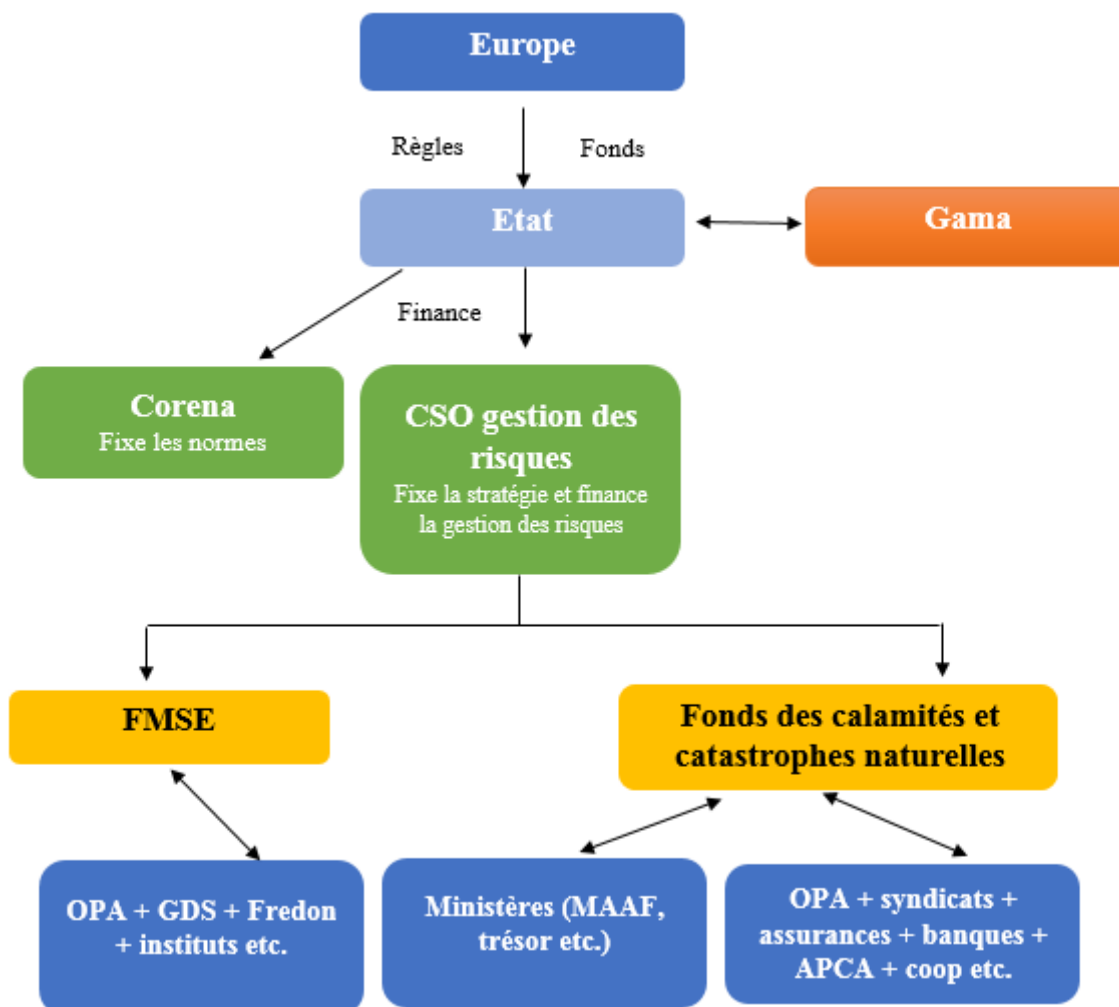 Europe
Règles
Fonds
Etat
Gama
Finance
Corena
Fixe les normes
CSO gestion des
risques
Fixe la stratégie et finance
la gestion des risques
FMSE
Fonds des calamités et
catastrophes naturelles
OPA + GDS + Fredon
+ instituts etc.
Ministères (MAAF,
trésor etc.)
OPA + syndicats +
assurances + banques +
APCA + coop etc.